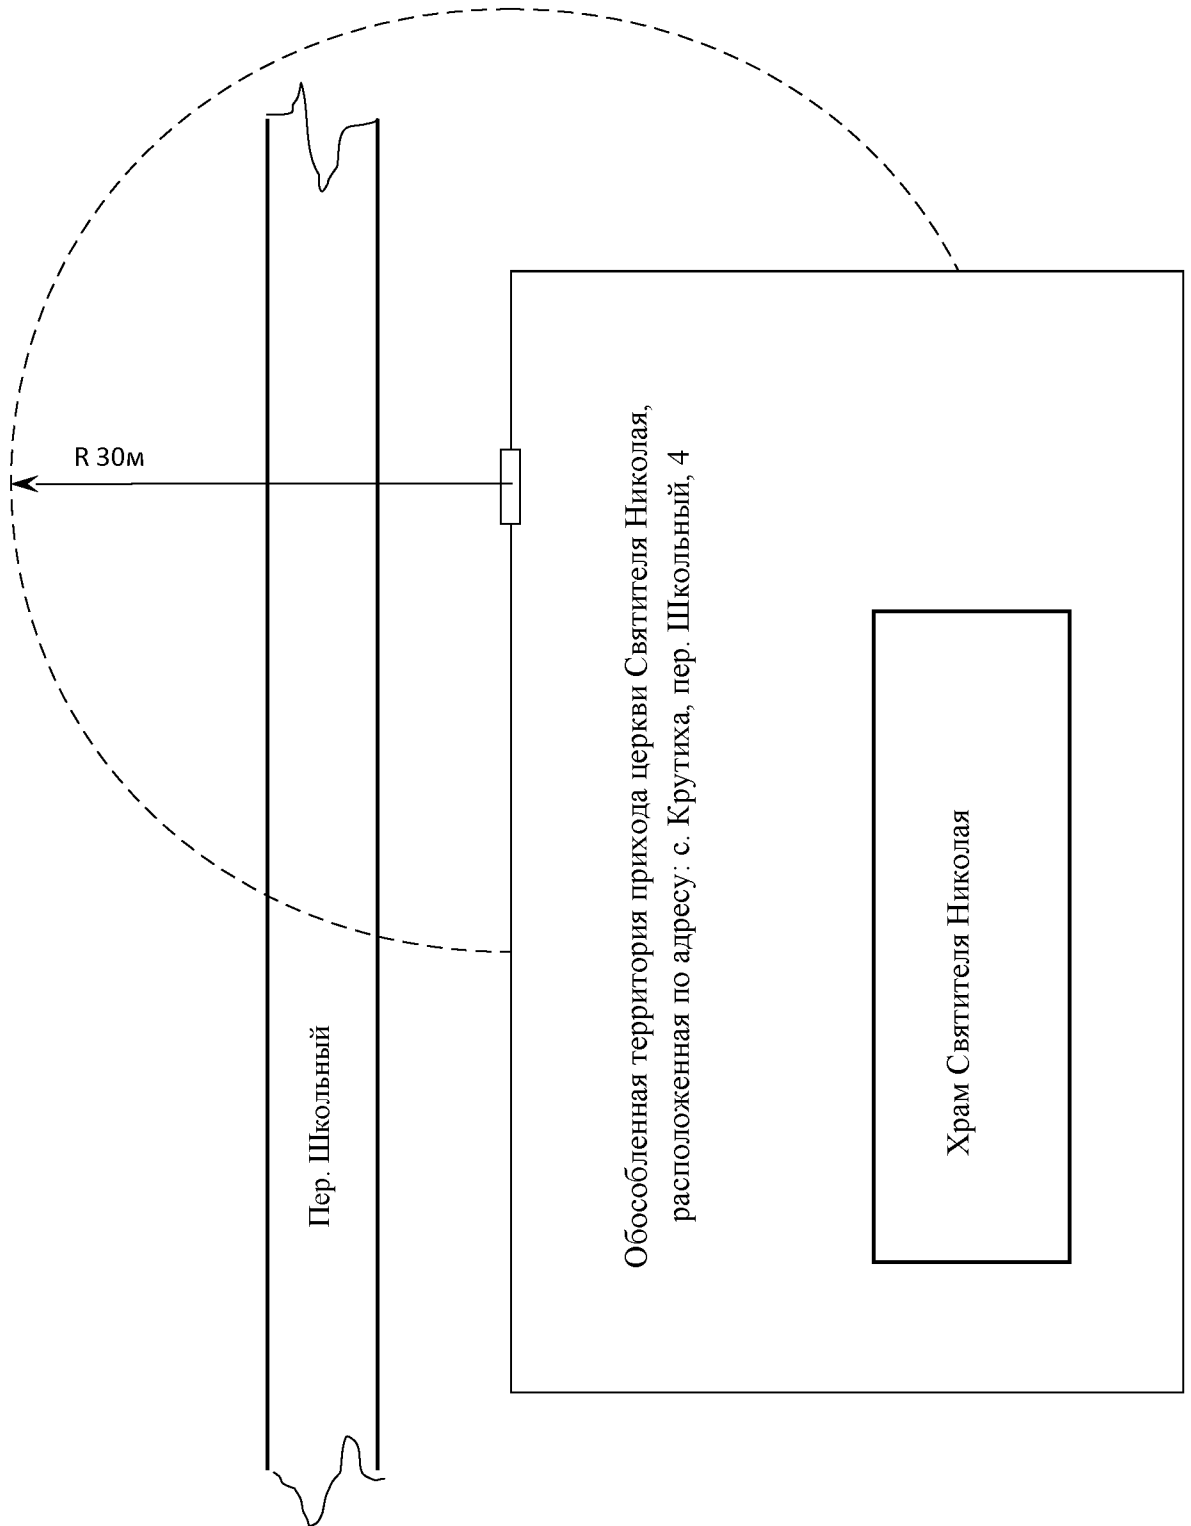 R 30м
Пер. Школьный
Обособленная территория прихода церкви Святителя Николая,
расположенная по адресу: с. Крутиха, пер. Школьный, 4
Храм Святителя Николая